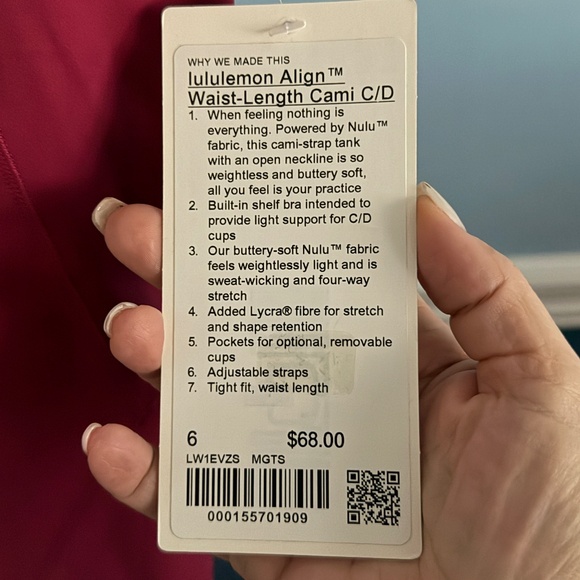 WHY WE MADE THIS
lululemon Align™
Waist-Length Cami C/D
1. When feeling nothing is
everything. Powered by Nulu™
fabric, this cami-strap tank
with an open neckline is so
weightless and buttery soft,
all you feel is your practice
2. Built-in shelf bra intended to
provide light support for C/D
cups
3. Our buttery-soft Nulu™ fabric
feels weightlessly light and is
sweat-wicking and four-way
stretch
4. Added Lycra® fibre for stretch
and shape retention
5. Pockets for optional, removable
cups
6. Adjustable straps
7. Tight fit, waist length
6 $68.00
LW1EVZS MGTS
000155701909